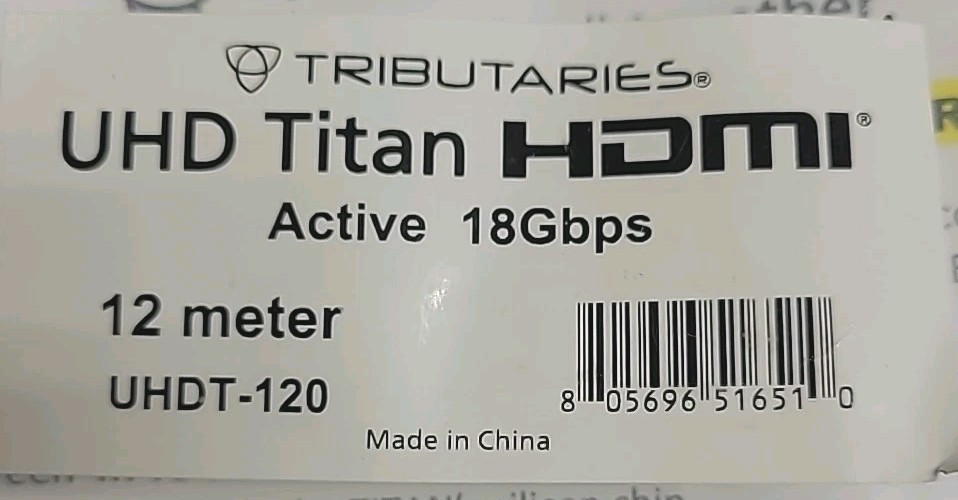 TRIBUTARIES®
UHD Titan HDMI®
Active 18Gbps
12 meter
UHDT-120
8 05696 51651 0
Made in China